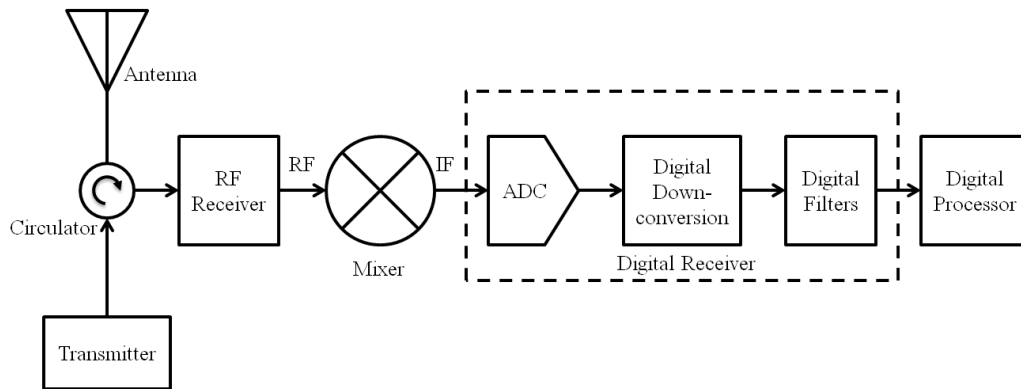 Antenna
Circulator
Transmitter
RF
Receiver
RF
Mixer
IF
ADC
Digital
Down-
conversion
Digital
Filters
Digital Receiver
Digital
Processor